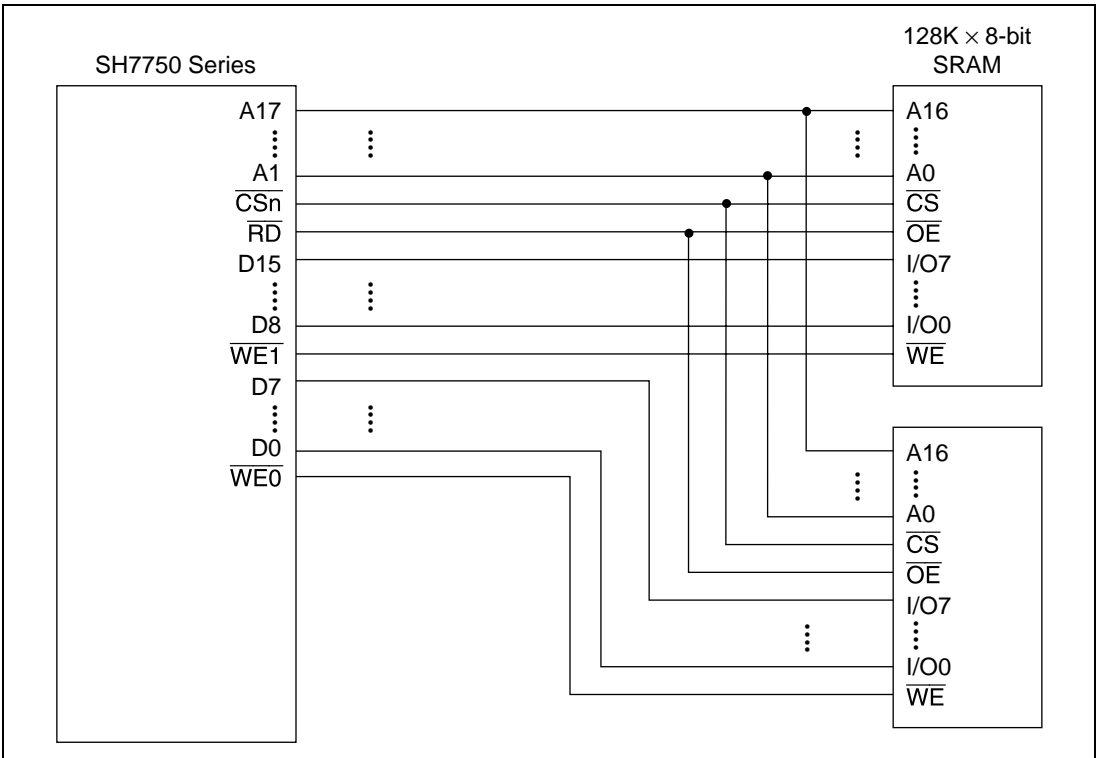 128K × 8-bit
SRAM
SH7750 Series
A17
A1
CSn
RD
D15
D8
WE1
D7
D0
WE0
A16
A0
CS
OE
I/O7
I/O0
WE
A16
A0
CS
OE
I/O7
I/O0
WE